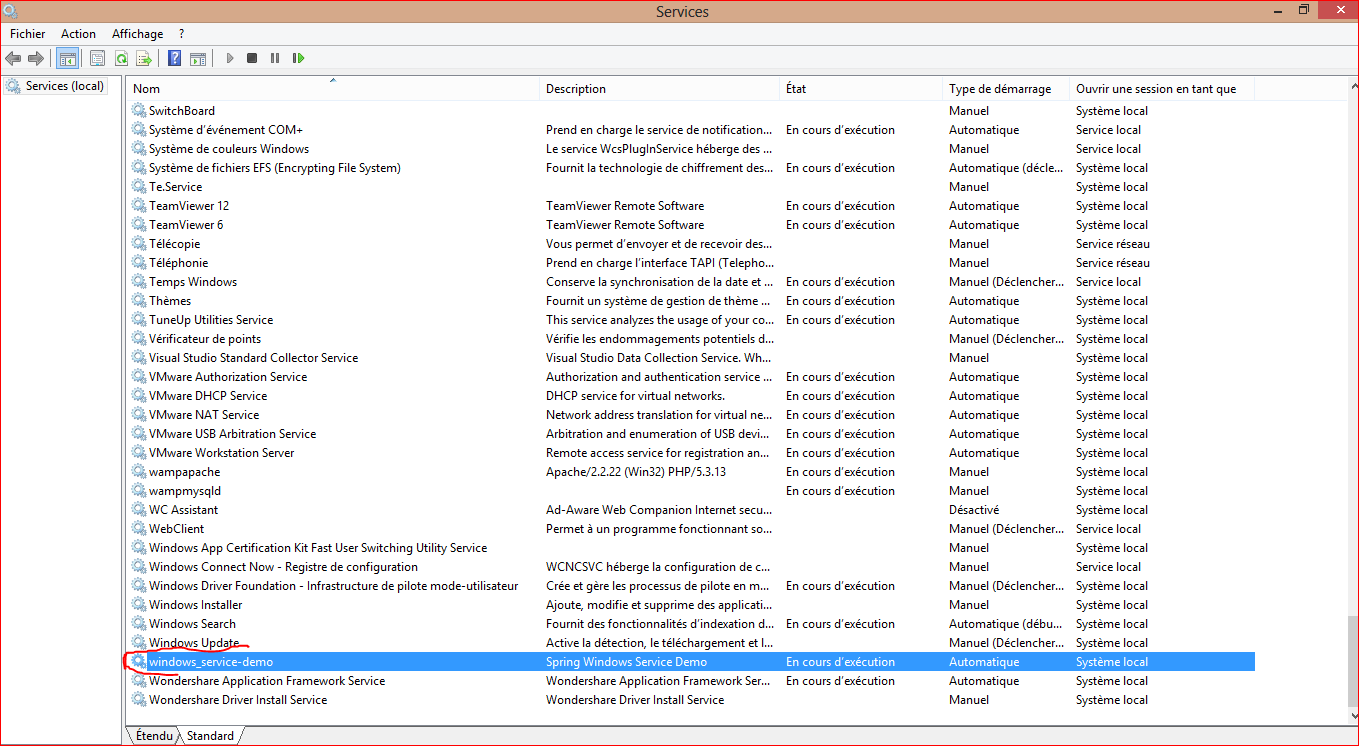 Services
Fichier Action Affichage ?
Services (local)
Nom Description État Type de démarrage Ouvrir une session en tant que
SwitchBoard Manuel Système local
Système d'événement COM+ Prend en charge le service de notification... En cours d'exécution Automatique Service local
Système de couleurs Windows Le service WcsPlugInService héberge des ... Manuel Service local
Système de fichiers EFS (Encrypting File System) Fournit la technologie de chiffrement des... En cours d'exécution Automatique (décle... Système local
Te.Service Manuel Système local
TeamViewer 12 TeamViewer Remote Software En cours d'exécution Automatique Système local
TeamViewer 6 TeamViewer Remote Software En cours d'exécution Automatique Système local
Télécopie Vous permet d'envoyer et de recevoir des... Manuel Service réseau
Téléphonie Prend en charge l'interface TAPI (Telepho... Manuel Service réseau
Temps Windows Conserve la synchronisation de la date et ... En cours d'exécution Manuel (Déclencher... Service local
Thèmes Fournit un système de gestion de thème ... En cours d'exécution Automatique Système local
TuneUp Utilities Service This service analyzes the usage of your co... En cours d'exécution Automatique Système local
Vérificateur de points Vérifie les endommagements potentiels d... Manuel (Déclencher... Système local
Visual Studio Standard Collector Service Visual Studio Data Collection Service. Wh... Manuel Système local
VMware Authorization Service Authorization and authentication service ... En cours d'exécution Automatique Système local
VMware DHCP Service DHCP service for virtual networks. En cours d'exécution Automatique Système local
VMware NAT Service Network address translation for virtual ne... En cours d'exécution Automatique Système local
VMware USB Arbitration Service Arbitration and enumeration of USB devi... En cours d'exécution Automatique Système local
VMware Workstation Server Remote access service for registration an... En cours d'exécution Automatique Système local
wampapache Apache/2.2.22 (Win32) PHP/5.3.13 En cours d'exécution Manuel Système local
wampmysqld En cours d'exécution Manuel Système local
WC Assistant Ad-Aware Web Companion Internet secu... Désactivé Système local
WebClient Permet à un programme fonctionnant so... Manuel (Déclencher... Service local
Windows App Certification Kit Fast User Switching Utility Service Manuel Système local
Windows Connect Now - Registre de configuration WCNCSVC héberge la configuration de c... Manuel Service local
Windows Driver Foundation - Infrastructure de pilote mode-utilisateur Crée et gère les processus de pilote en m... En cours d'exécution Manuel (Déclencher... Système local
Windows Installer Ajoute, modifie et supprime des applicati... Manuel Système local
Windows Search Fournit des fonctionnalités d'indexation d... En cours d'exécution Automatique (débu... Système local
Windows Update Active la détection, le téléchargement et l... Manuel (Déclencher... Système local
windows_service-demo Spring Windows Service Demo En cours d'exécution Automatique Système local
Wondershare Application Framework Service Wondershare Application Framework Ser... En cours d'exécution Automatique Système local
Wondershare Driver Install Service Wondershare Driver Install Service Manuel Système local
Étendu Standard